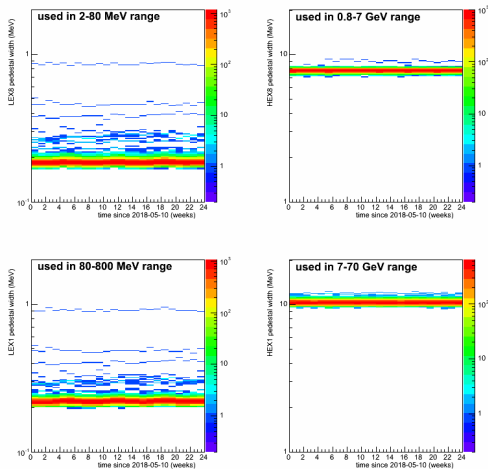 used in 2-80 MeV range
LEX8 pedestal width (MeV)
1
10⁻¹
0 2 4 6 8 10 12 14 16 18 20 22 24
time since 2018-05-10 (weeks)
10³
10²
10
1
used in 0.8-7 GeV range
HEX8 pedestal width (MeV)
10
1
0 2 4 6 8 10 12 14 16 18 20 22 24
time since 2018-05-10 (weeks)
10²
10
1
used in 80-800 MeV range
LEX1 pedestal width (MeV)
1
10⁻¹
0 2 4 6 8 10 12 14 16 18 20 22 24
time since 2018-05-10 (weeks)
10³
10²
10
1
used in 7-70 GeV range
HEX1 pedestal width (MeV)
10
1
0 2 4 6 8 10 12 14 16 18 20 22 24
time since 2018-05-10 (weeks)
10²
10
1